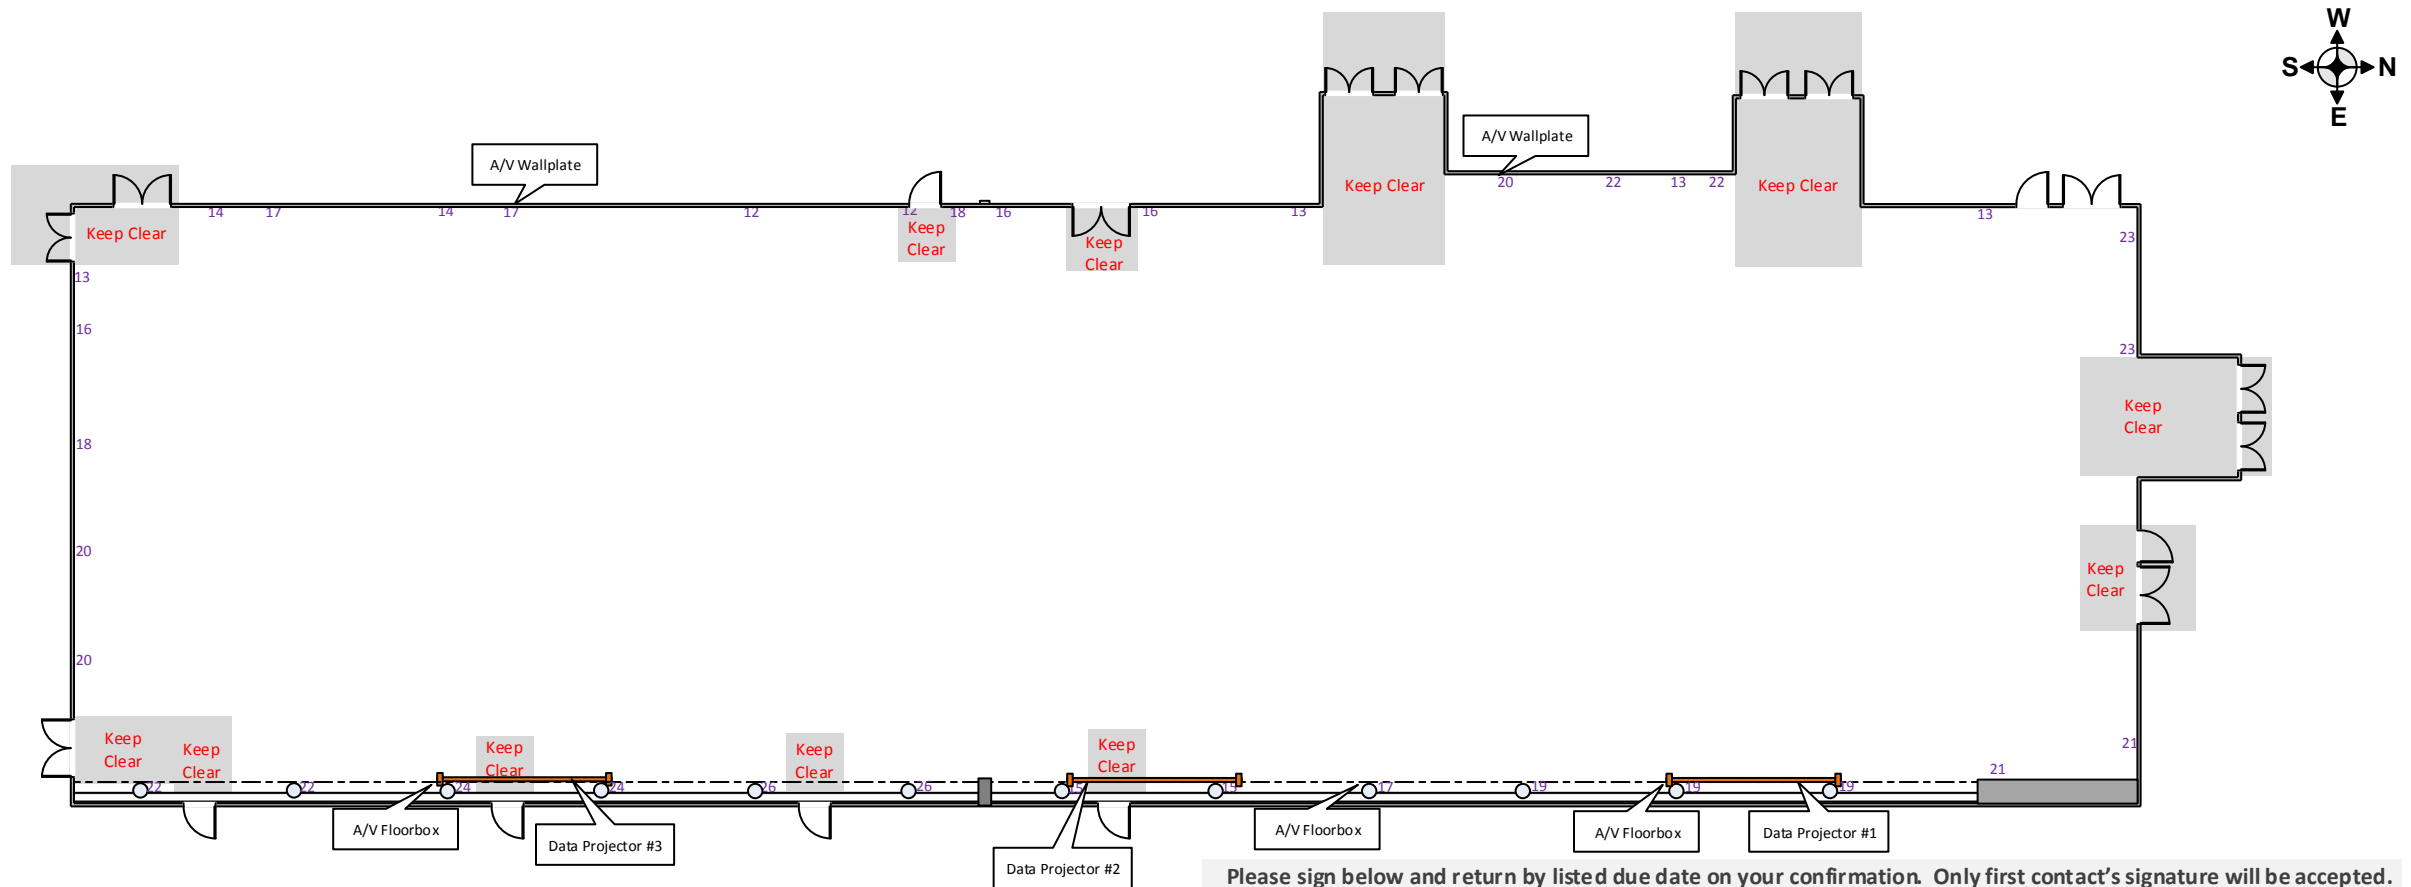 W
S N
E
A/V Wallplate
A/V Wallplate
Keep Clear
Keep Clear
20 22 13 22
14 17 14 17 12 12 18 16 16 13 13
Keep Clear
Keep
Clear
Keep
Clear
23
13
16
23
Keep
Clear
18
20
Keep
Clear
20
Keep
Clear
Keep
Clear
Keep
Clear
Keep
Clear
Keep
Clear
21
21
22 22 24 24 26 26 15 15 17 19 19 19
A/V Floorbox
Data Projector #3
Data Projector #2
A/V Floorbox
A/V Floorbox
Data Projector #1
Please sign below and return by listed due date on your confirmation. Only first contact's signature will be accepted.